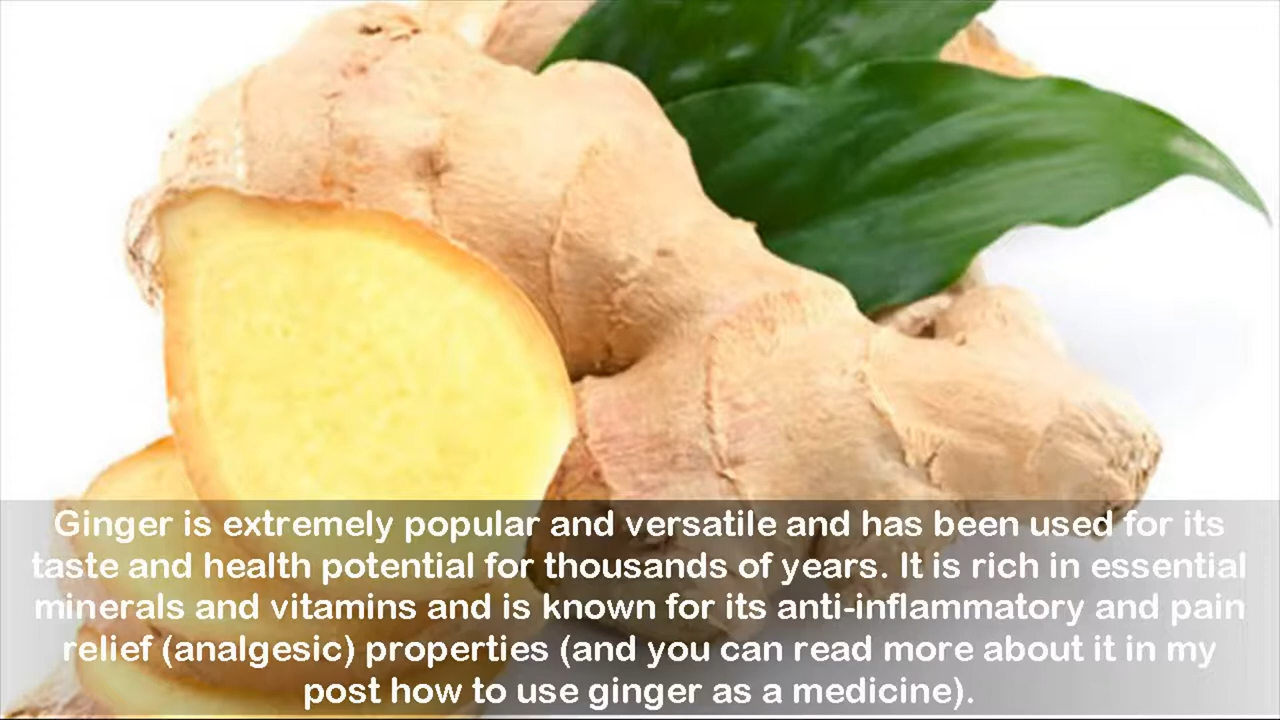 Ginger is extremely popular and versatile and has been used for its
taste and health potential for thousands of years. It is rich in essential
minerals and vitamins and is known for its anti-inflammatory and pain
relief (analgesic) properties (and you can read more about it in my
post how to use ginger as a medicine).